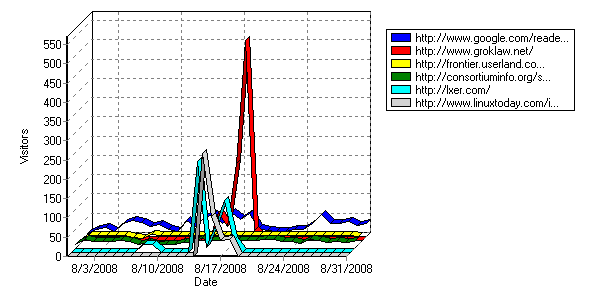 550
500
450
400
350
300
250
200
150
100
50
0
Visitors
8/3/2008 8/10/2008 8/17/2008 8/24/2008 8/31/2008
Date
http://www.google.com/reade...
http://www.groklaw.net/
http://frontier.userland.co...
http://consortiuminfo.org/s...
http://lxer.com/
http://www.linuxtoday.com/i...